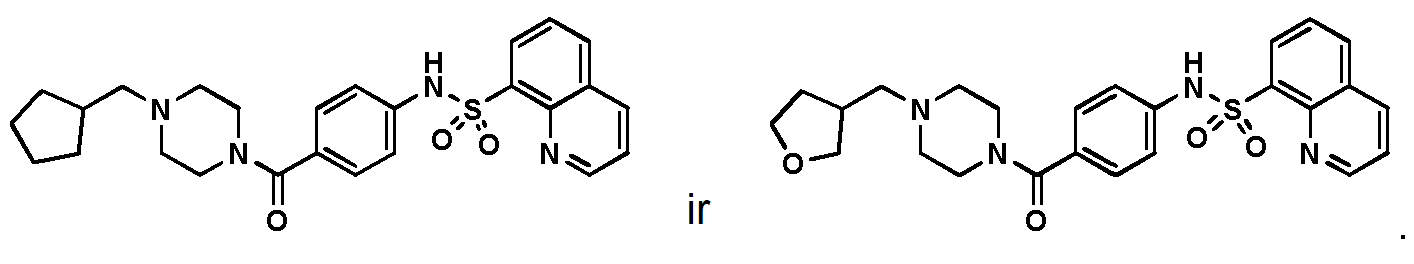 H H
N N
N S N S
N O O N O N O O N
O ir O .